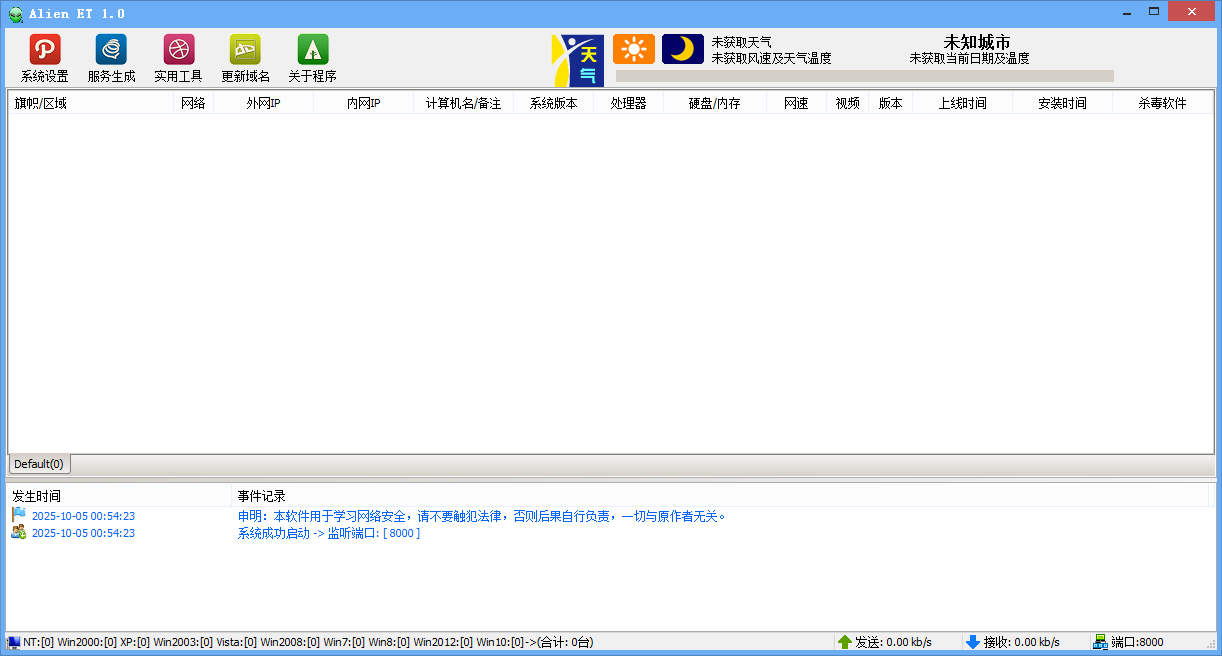 Alien ET 1.0
系统设置 服务生成 实用工具 更新域名 关于程序
天气
未获取天气
未获取风速及天气温度
未知城市
未获取当前日期及温度
旗帜/区域 网络 外网IP 内网IP 计算机名/备注 系统版本 处理器 硬盘/内存 网速 视频 版本 上线时间 安装时间 杀毒软件
Default(0)
发生时间 事件记录
2025-10-05 00:54:23 申明：本软件用于学习网络安全，请不要触犯法律，否则后果自行负责，一切与原作者无关。
2025-10-05 00:54:23 系统成功启动 -> 监听端口: [ 8000 ]
NT:[0] Win2000:[0] XP:[0] Win2003:[0] Vista:[0] Win2008:[0] Win7:[0] Win8:[0] Win2012:[0] Win10:[0]->(合计: 0台) 发送: 0.00 kb/s 接收: 0.00 kb/s 端口:8000